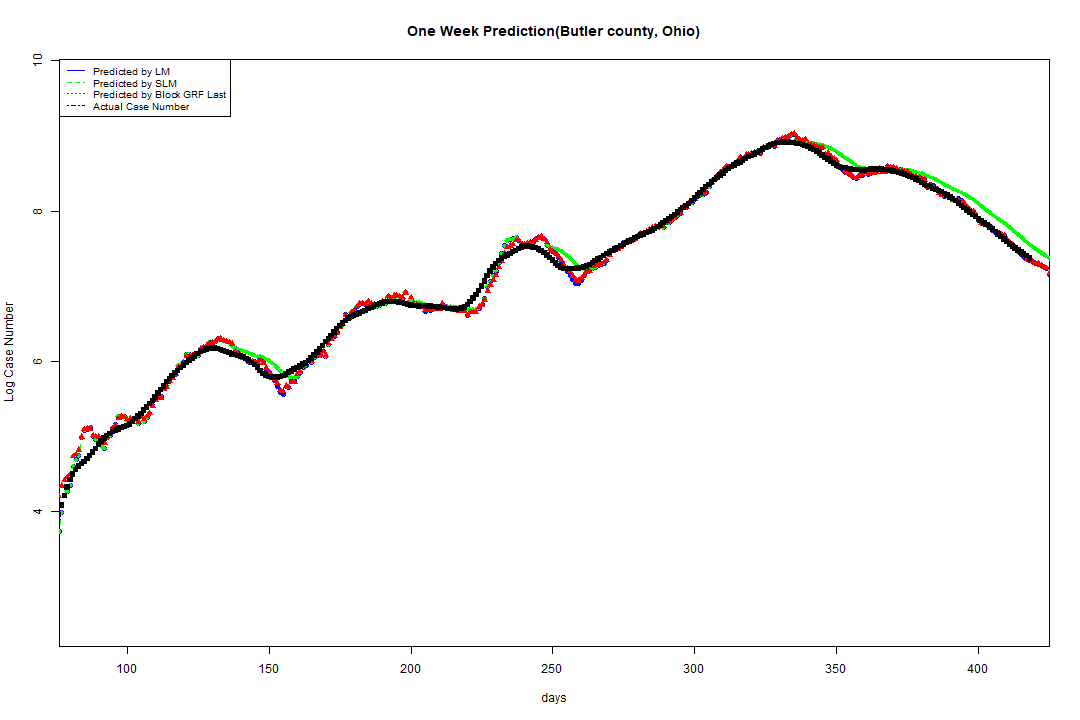 One Week Prediction(Butler county, Ohio)
Predicted by LM
Predicted by SLM
Predicted by Block GRF Last
Actual Case Number
10
8
6
4
Log Case Number
100 150 200 250 300 350 400
days